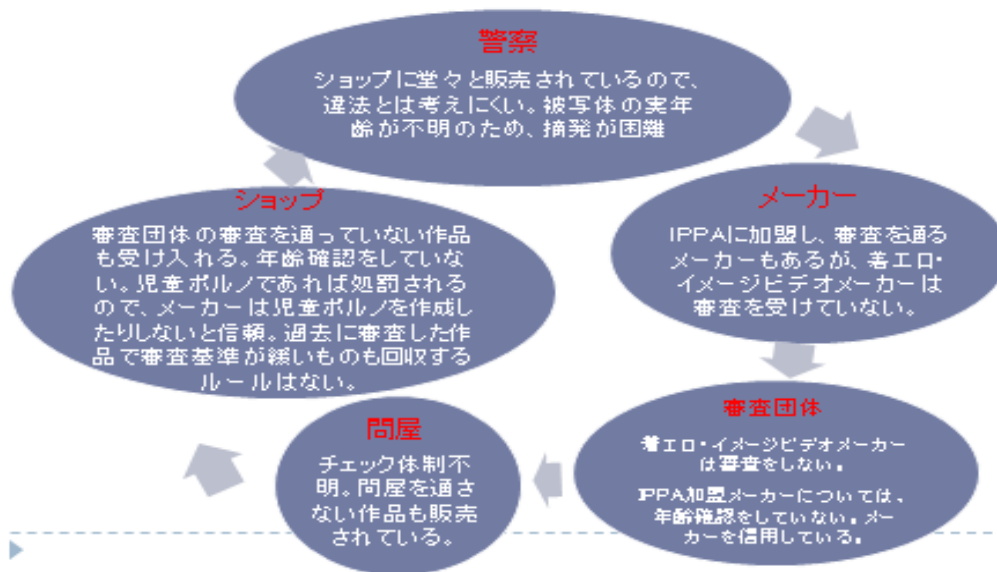 警察
ショップに堂々と販売されているので、
違法とは考えにくい。被写体の実年
齢が不明のため、摘発が困難
メーカー
IPPAに加盟し、審査を通る
メーカーもあるが、着エロ・
イメージビデオメーカーは
審査を受けていない。
審査団体
着エロ・イメージビデオメーカー
は審査をしない。
IPPA加盟メーカーについては、
年齢確認をしていない。メー
カーを信用している。
問屋
チェック体制不
明。問屋を通さ
ない作品も販売
されている。
ショップ
審査団体の審査を通っていない作品
も受け入れる。年齢確認をしていな
い。児童ポルノであれば処罰される
ので、メーカーは児童ポルノを作成し
たりしないと信頼。過去に審査した作
品で審査基準が緩いものも回収する
ルールはない。